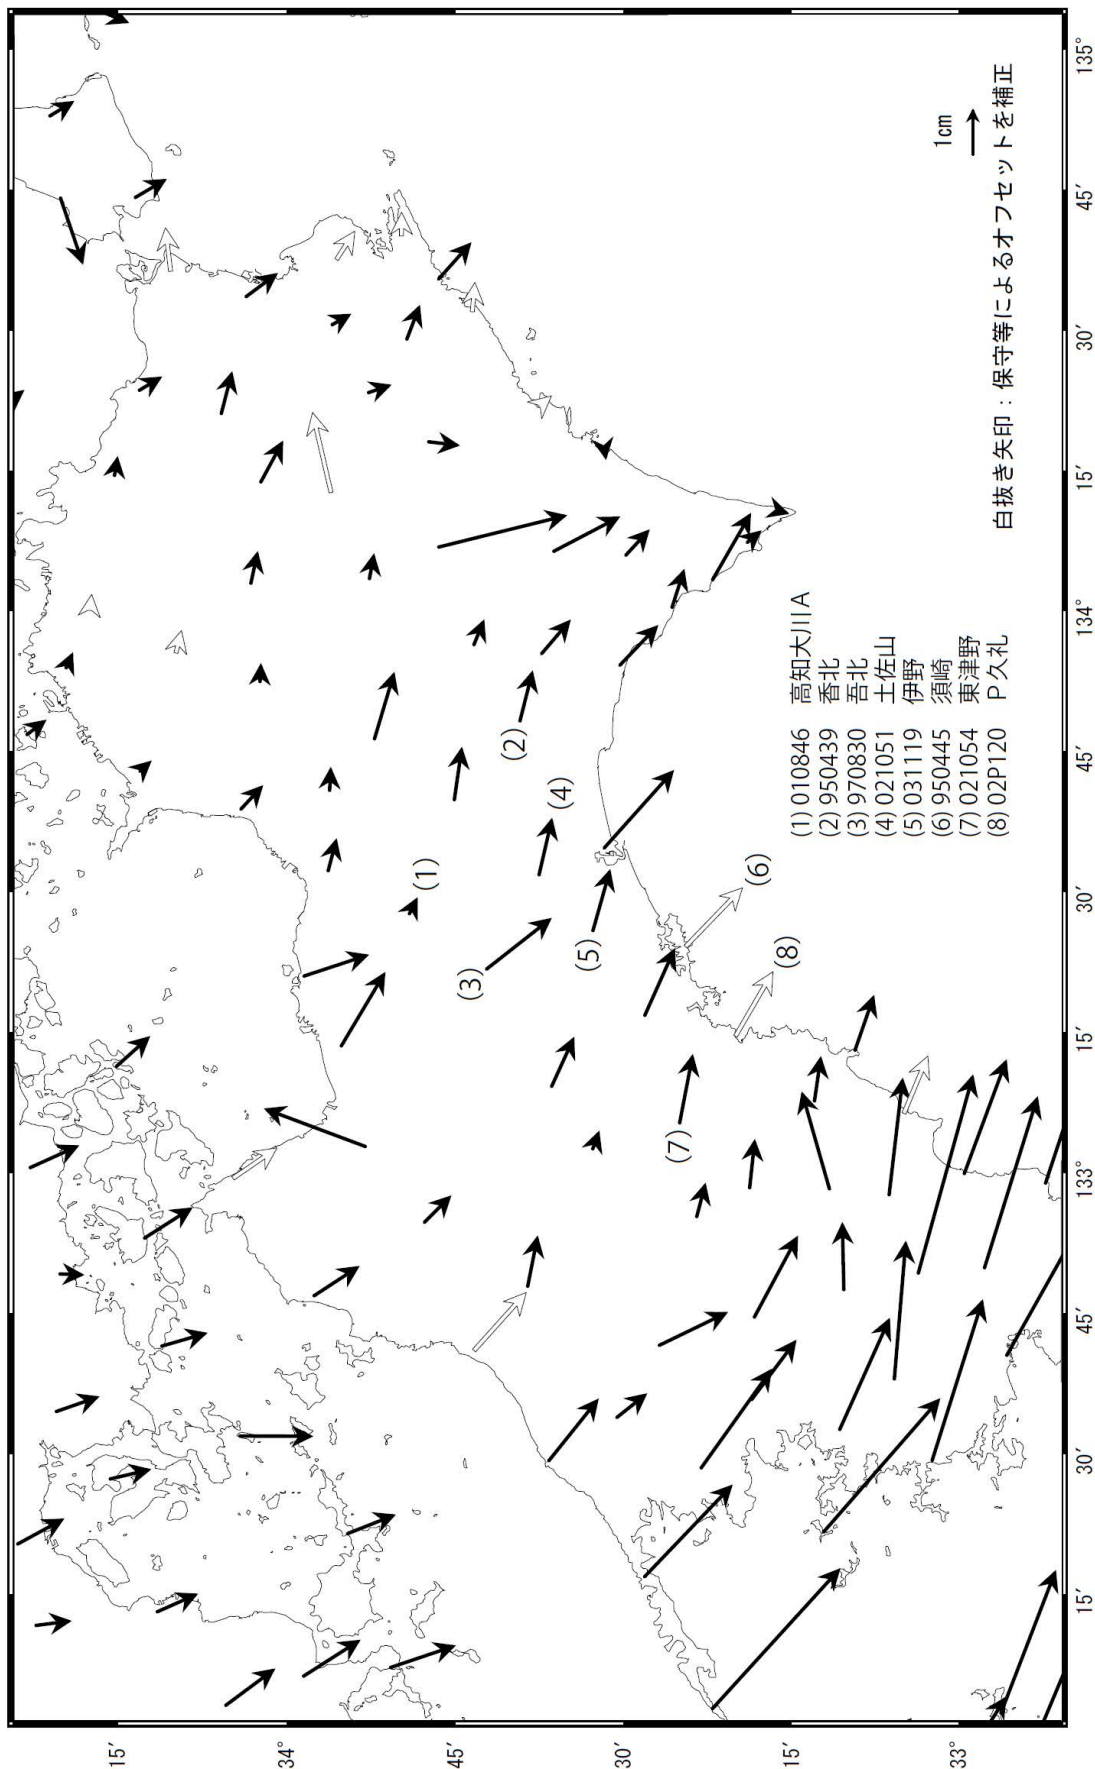 1cm
白抜き矢印：保守等によるオフセットを補正
(1)
(2)
(3)
(4)
(5)
(6)
(7)
(8)
(1) 010846 高知大川Ａ
(2) 950439 香北
(3) 970830 吾北
(4) 021051 土佐山
(5) 031119 伊野
(6) 950445 須崎
(7) 021054 東津野
(8) 02P120 Ｐ久礼
15′
34°
45′
30′
15′
33°
15′
30′
45′
133°
15′
30′
45′
134°
15′
30′
45′
135°